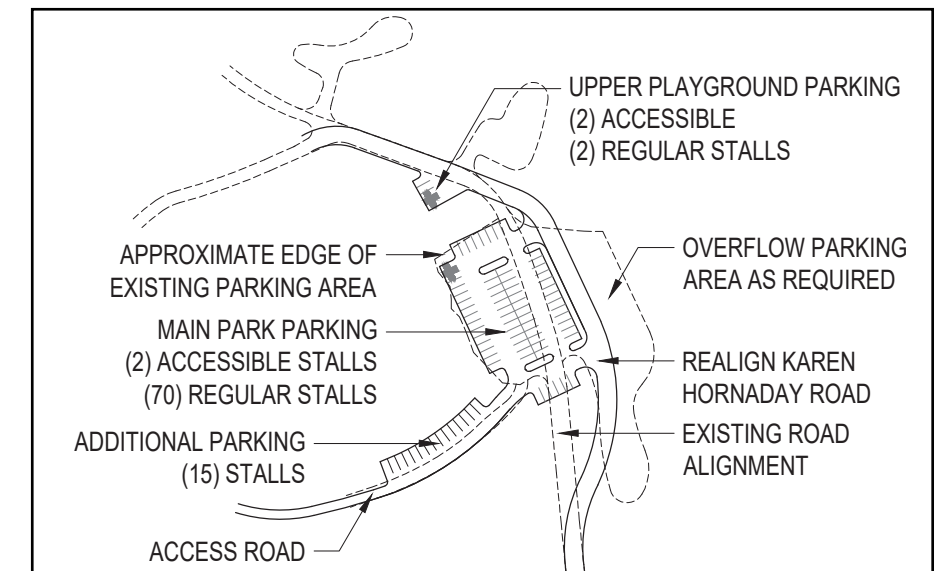 UPPER PLAYGROUND PARKING
(2) ACCESSIBLE
(2) REGULAR STALLS
APPROXIMATE EDGE OF
EXISTING PARKING AREA
OVERFLOW PARKING
AREA AS REQUIRED
MAIN PARK PARKING
(2) ACCESSIBLE STALLS
(70) REGULAR STALLS
REALIGN KAREN
HORNADAY ROAD
ADDITIONAL PARKING
(15) STALLS
EXISTING ROAD
ALIGNMENT
ACCESS ROAD